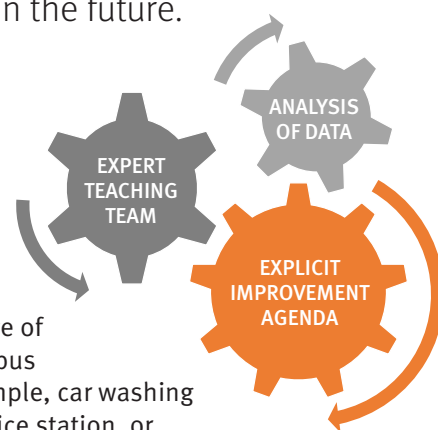 in the future.
ANALYSIS
OF DATA
EXPERT
TEACHING
TEAM
EXPLICIT
IMPROVEMENT
AGENDA
e of
ous
mple, car washing
ice station, or